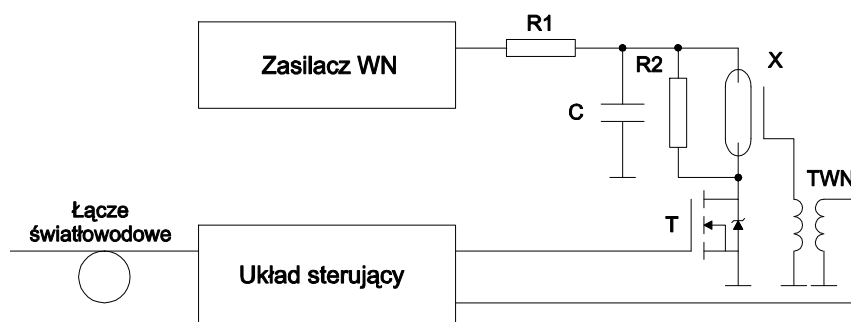 R1
Zasilacz WN
R2
X
C
TWN
Łącze
światłowodowe
T
Układ sterujący